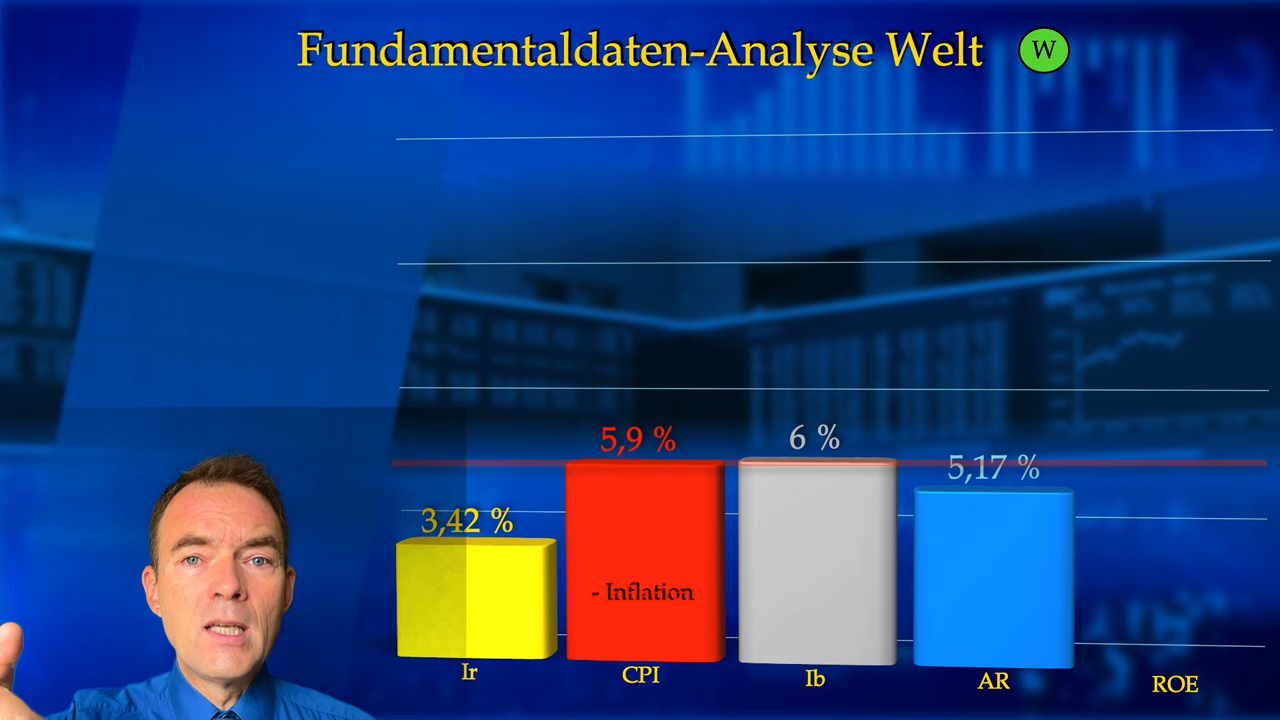 Fundamentaldaten-Analyse Welt W
5,9 %
6 %
5,17 %
3,42 %
- Inflation
Ir
CPI
Ib
AR
ROE